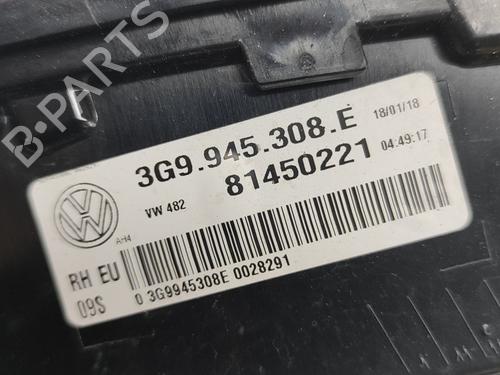 B-PARTS
3G9.945.308.E
18/01/18
81450221
04:49:17
VW 482
AH4
RH EU
09S
0 3G9945308E 0028291